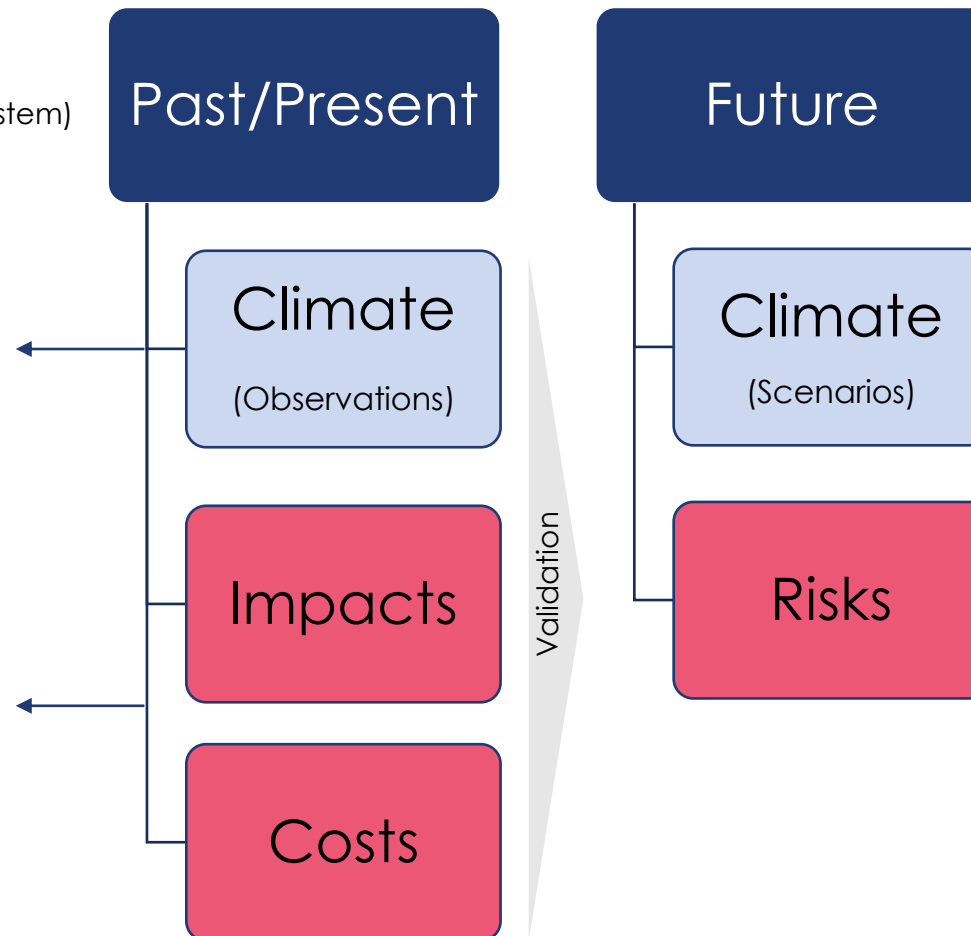 stem)
Past/Present
Climate
(Observations)
Impacts
Costs
Validation
Future
Climate
(Scenarios)
Risks